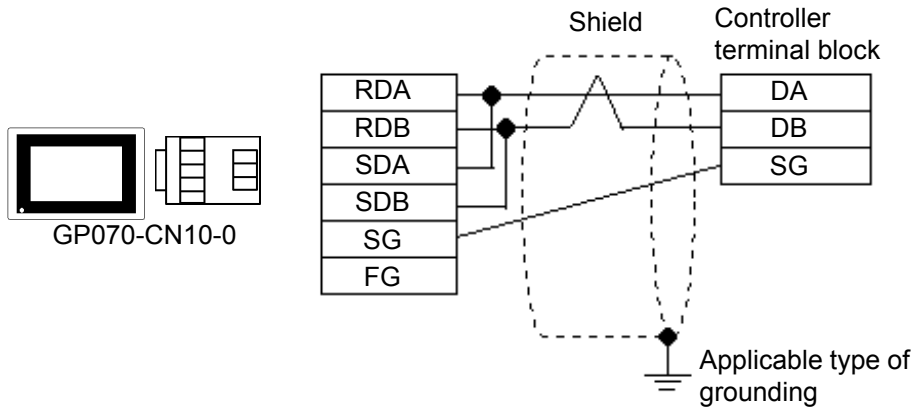 Shield
Controller
terminal block
RDA
RDB
SDA
SDB
SG
FG
DA
DB
SG
GP070-CN10-0
Applicable type of
grounding